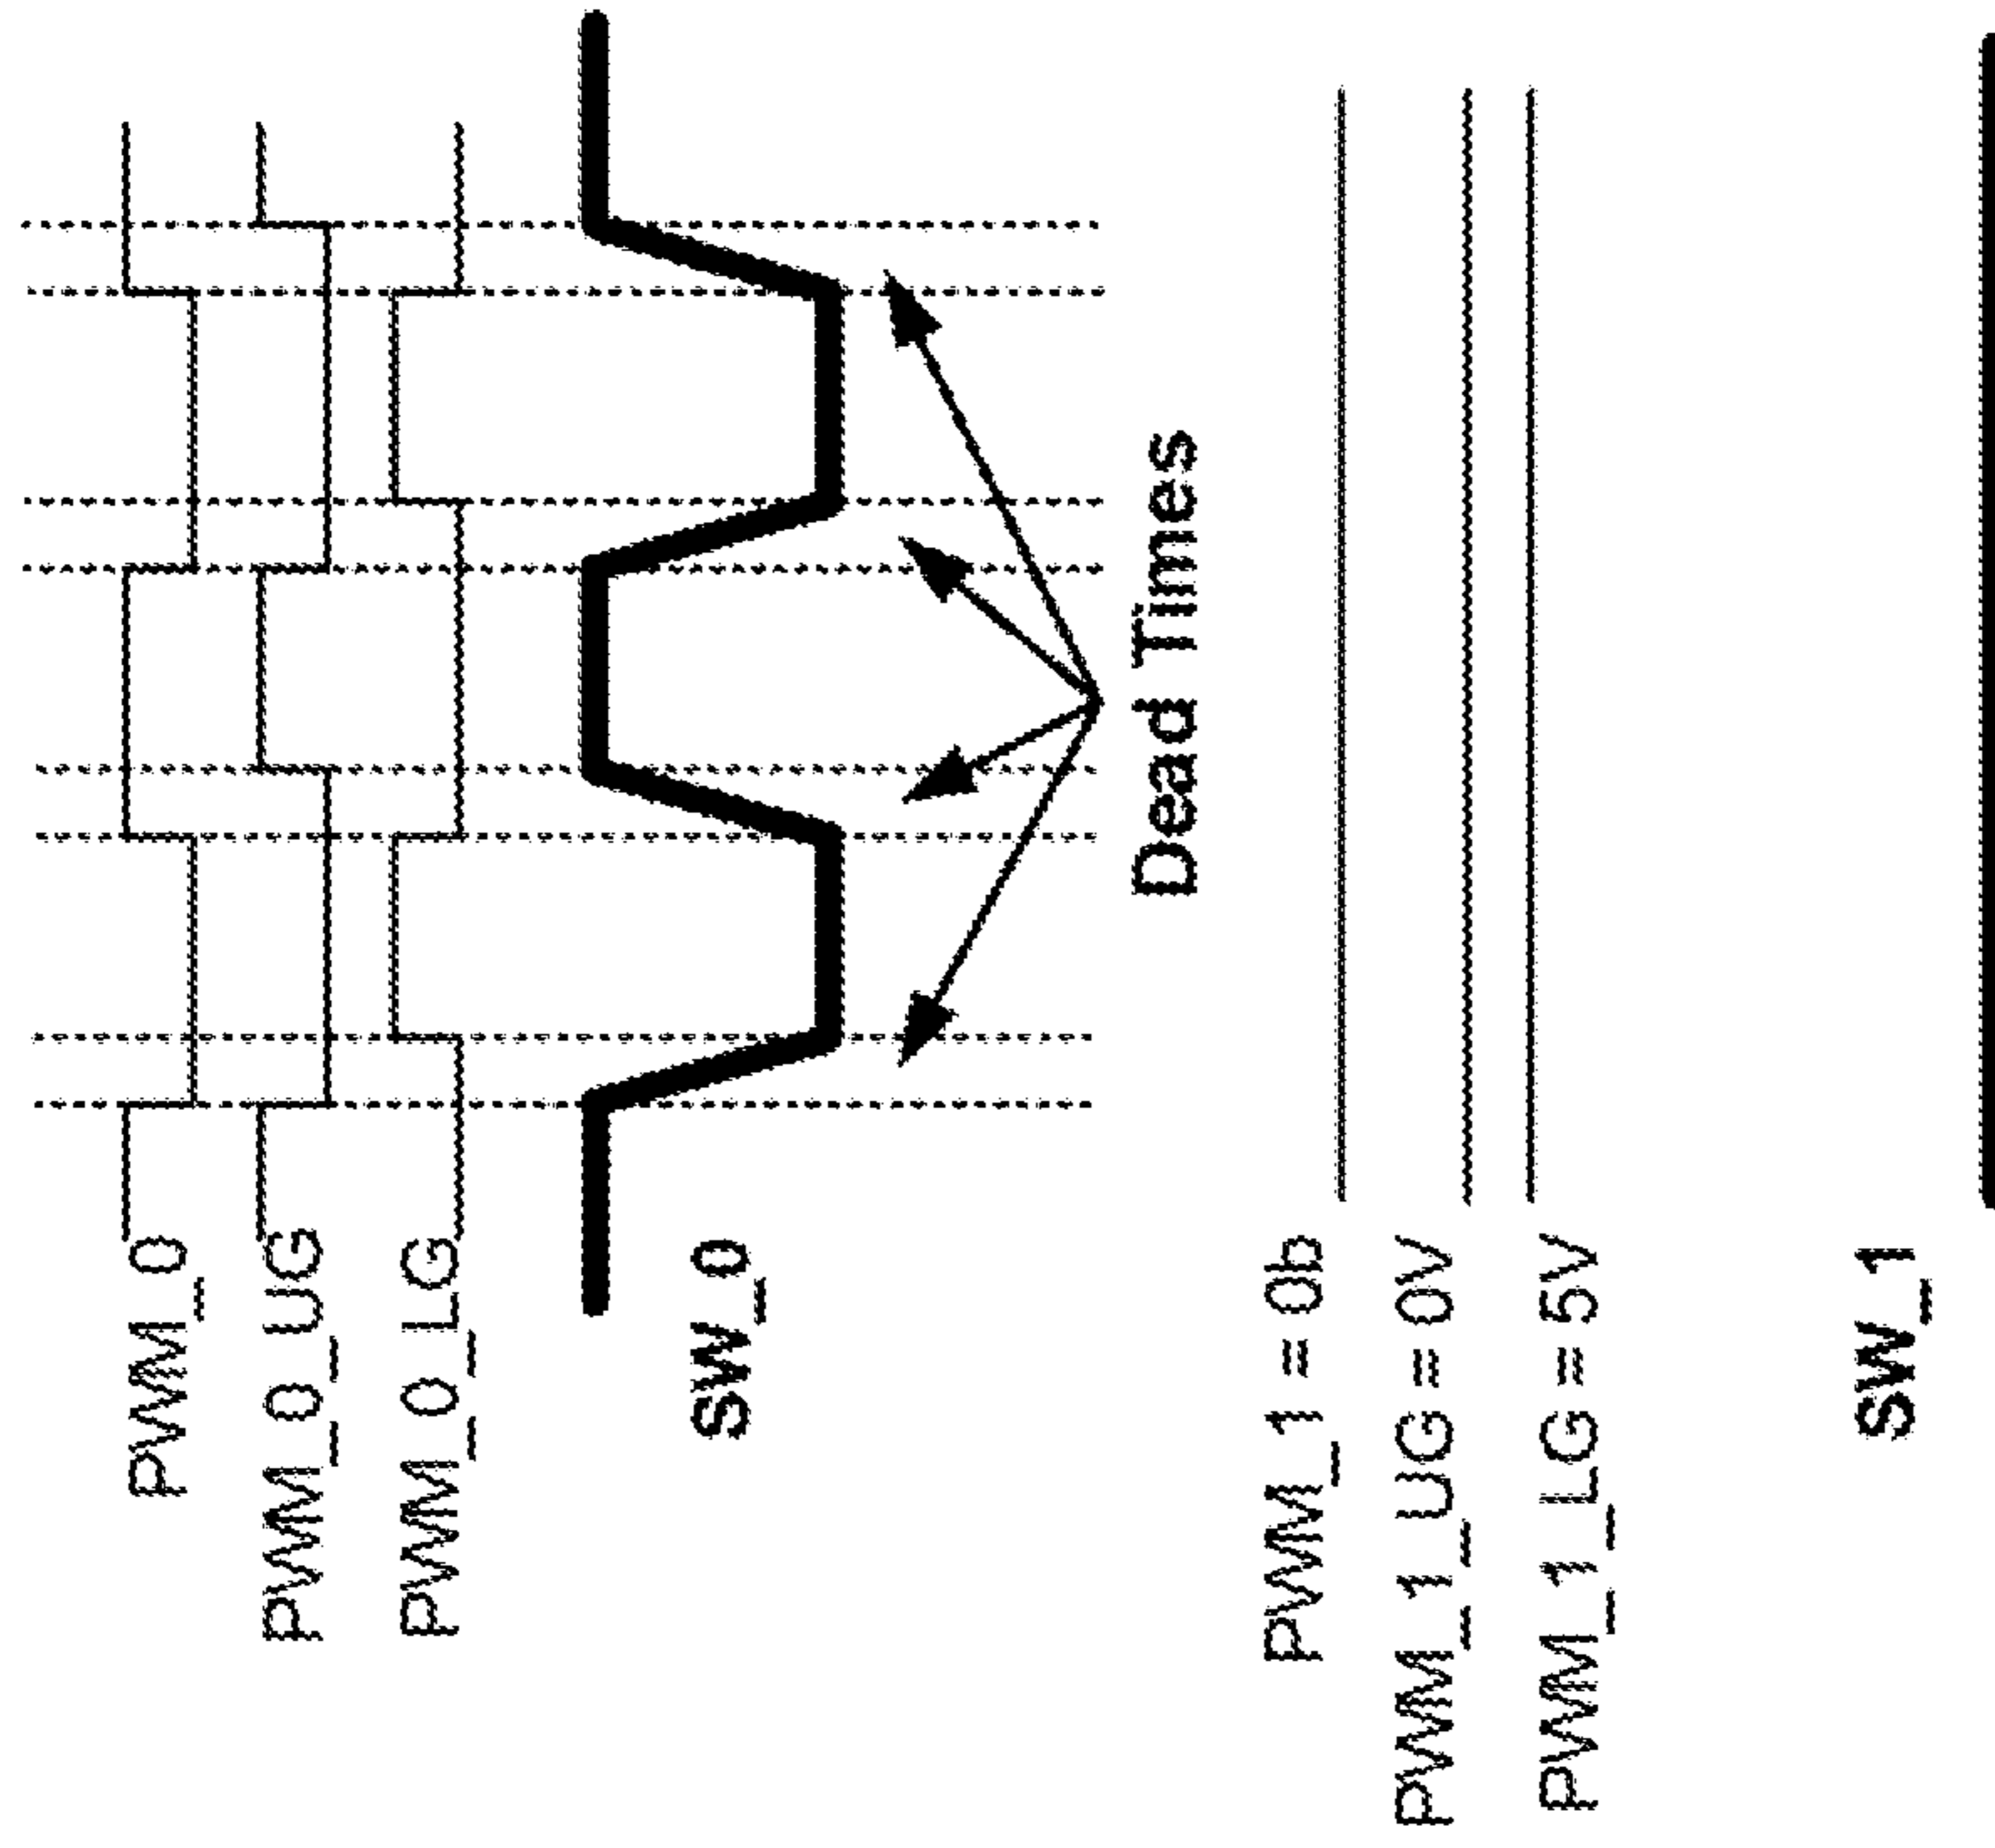 PWM_0
PWM_0_UG
PWM_0_LG
SW_0
Dead Times
PWM_1 = 0b
PWM_1_UG = 0V
PWM_1_LG = 5V
SW_1